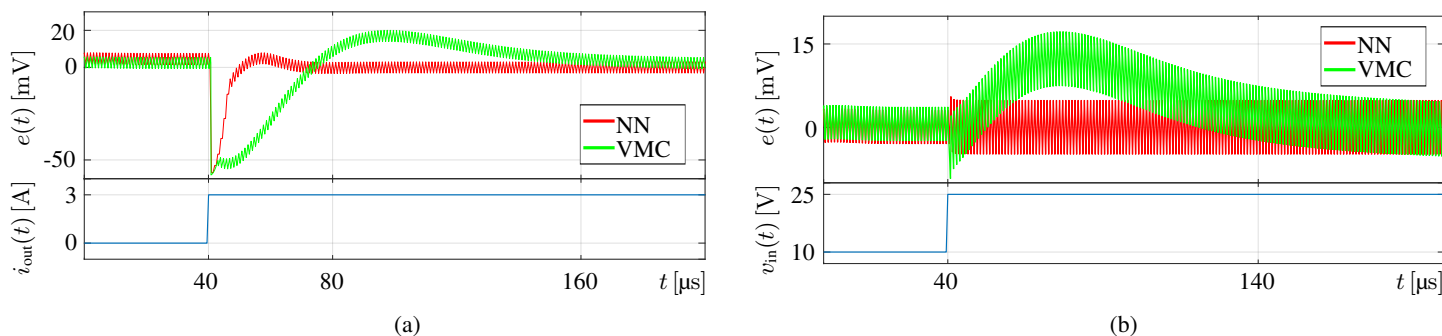 20
0
-50
e(t) [mV]
NN
VMC
3
0
i_out(t) [A]
40
80
160
t [µs]
(a)
15
0
e(t) [mV]
NN
VMC
25
10
v_in(t) [V]
40
140
t [µs]
(b)